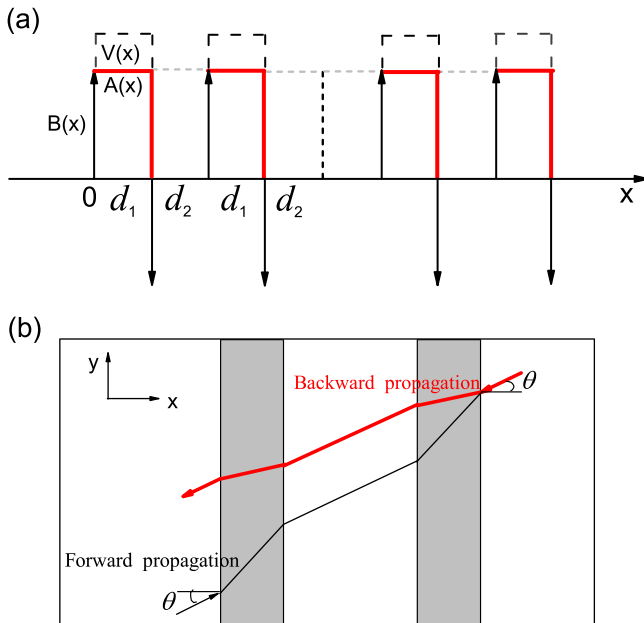 (a)
V(x)
A(x)
B(x)
0 d₁ d₂ d₁ d₂ x
(b)
y
x
Backward propagation
θ
Forward propagation
θ